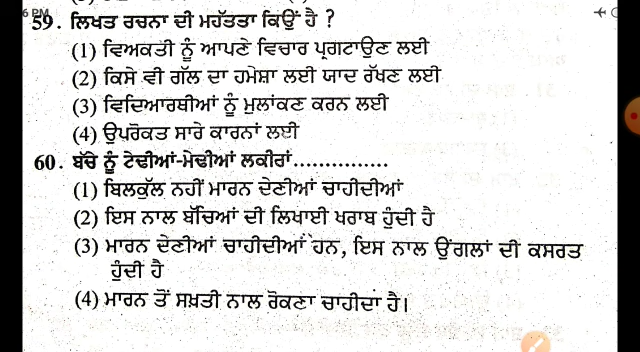 6 PM
59. ਲਿਖਤ ਰਚਨਾ ਦੀ ਮਹੱਤਤਾ ਕਿਉਂ ਹੈ ?
(1) ਵਿਅਕਤੀ ਨੂੰ ਆਪਣੇ ਵਿਚਾਰ ਪ੍ਰਗਟਾਉਣ ਲਈ
(2) ਕਿਸੇ ਵੀ ਗੱਲ ਦਾ ਹਮੇਸ਼ਾ ਲਈ ਯਾਦ ਰੱਖਣ ਲਈ
(3) ਵਿਦਿਆਰਥੀਆਂ ਨੂੰ ਮੁਲਾਂਕਣ ਕਰਨ ਲਈ
(4) ਉਪਰੋਕਤ ਸਾਰੇ ਕਾਰਨਾਂ ਲਈ
60. ਬੱਚੇ ਨੂੰ ਟੇਢੀਆਂ-ਮੇਢੀਆਂ ਲਕੀਰਾਂ...............
(1) ਬਿਲਕੁੱਲ ਨਹੀਂ ਮਾਰਨ ਦੇਣੀਆਂ ਚਾਹੀਦੀਆਂ
(2) ਇਸ ਨਾਲ ਬੱਚਿਆਂ ਦੀ ਲਿਖਾਈ ਖਰਾਬ ਹੁੰਦੀ ਹੈ
(3) ਮਾਰਨ ਦੇਣੀਆਂ ਚਾਹੀਦੀਆਂ ਹਨ, ਇਸ ਨਾਲ ਉਂਗਲਾਂ ਦੀ ਕਸਰਤ
ਹੁੰਦੀ ਹੈ
(4) ਮਾਰਨ ਤੋਂ ਸਖ਼ਤੀ ਨਾਲ ਰੋਕਣਾ ਚਾਹੀਦਾ ਹੈ।